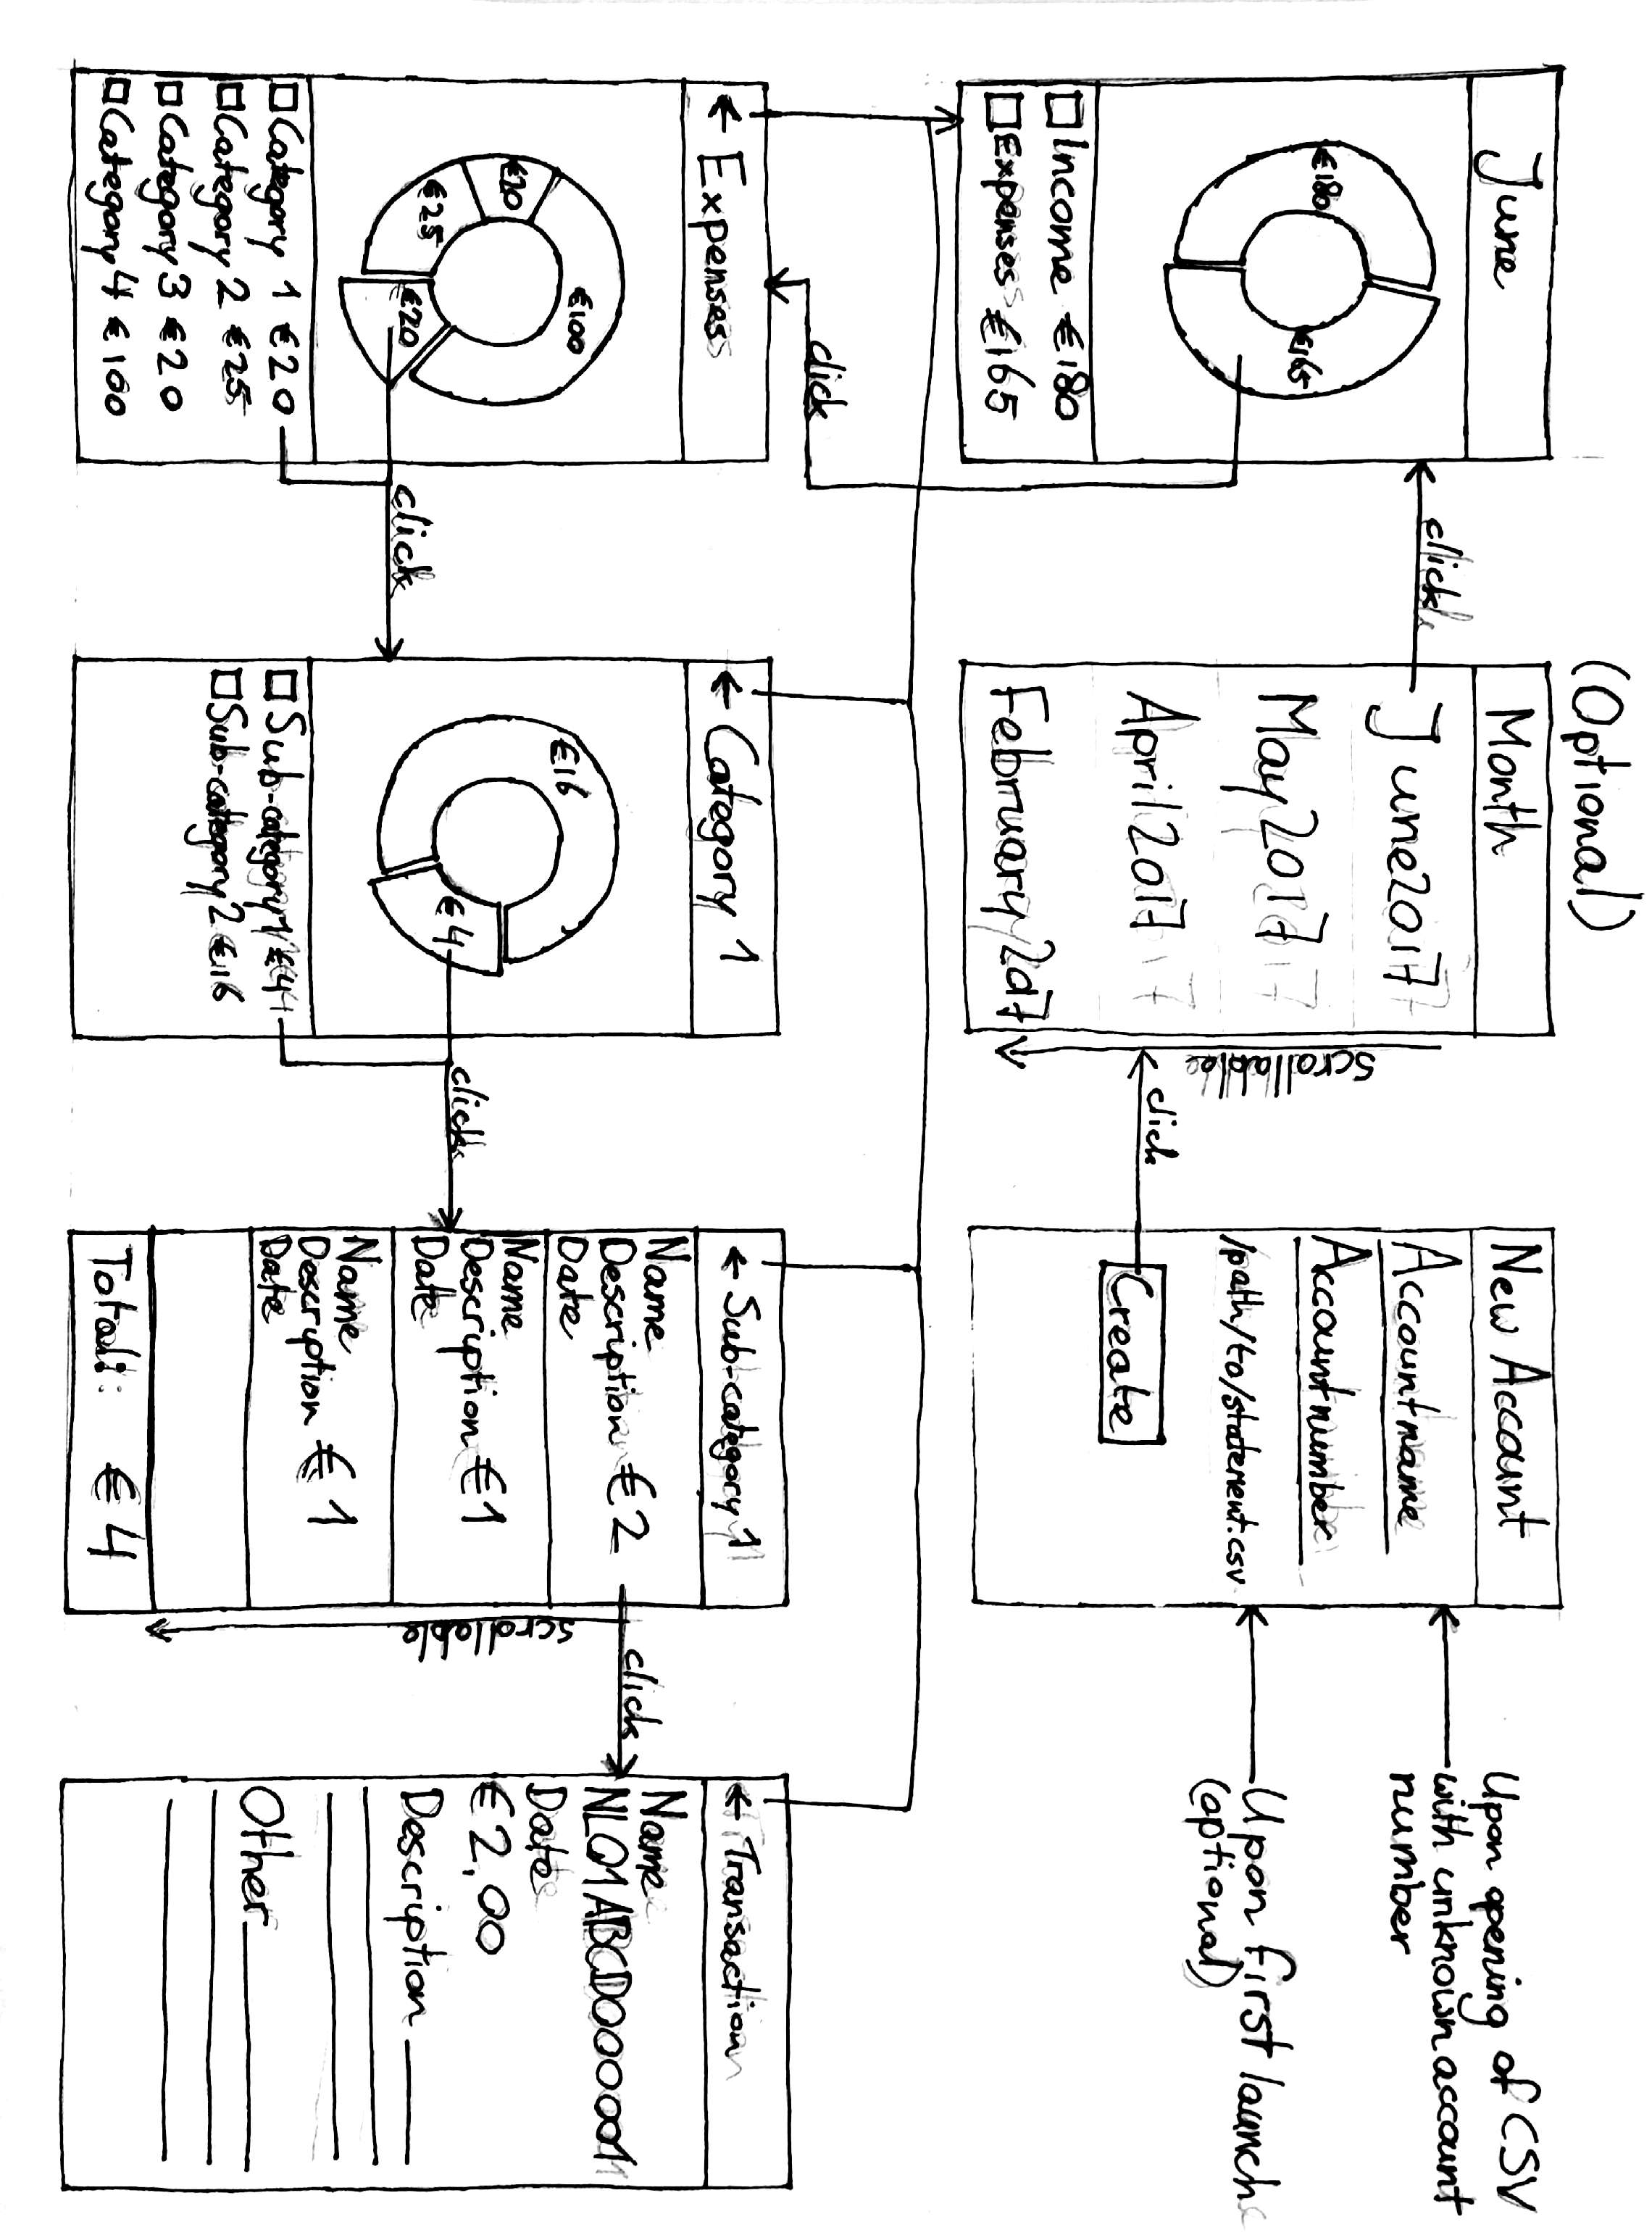 (Optional)
June
€180
€165
Income €180
Expenses €165
click
Month
June 2017
May 2017
April 2017
February 2017
scrollable
click
New Account
Account name
Account number
/path/to/statement.csv
Create
Upon opening of CSV
with unknown account
number
Upon first launch
(optional)
click
← Expenses
€100
€20
€25
€20
Category 1 €20
Category 2 €25
Category 3 €20
Category 4 €100
click
← Category 1
€16
€4
Sub-category 1 €4
Sub-category 2 €16
click
← Sub-category 1
Name
Description €2
Date
Name
Description €1
Date
Name
Description €1
Date
Total: €4
scrollable
click
← Transaction
Name
Date
€2,00
Description
Other